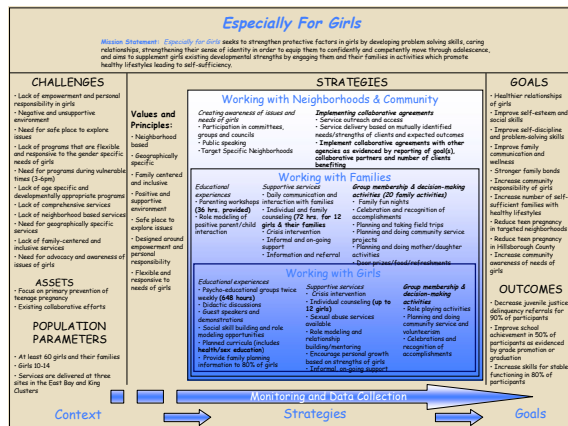 Especially For Girls
Mission Statement: Especially for Girls seeks to strengthen protective factors in girls by developing problem solving skills, caring
relationships, strengthening their sense of identity in order to equip them to confidently and competently move through adolescence,
and aims to supplement girls existing developmental strengths by engaging them and their families in activities which promote
healthy lifestyles leading to self-sufficiency.
CHALLENGES
• Lack of empowerment and personal
responsibility in girls
• Negative and unsupportive
environment
• Need for safe place to explore
issues
• Lack of programs that are flexible
and responsive to the gender specific
needs of girls
• Need for programs during vulnerable
times (3-6pm)
• Lack of age specific and
developmentally appropriate programs
• Lack of comprehensive services
• Lack of neighborhood based services
• Need for geographically specific
services
• Lack of family-centered and
inclusive services
• Need for advocacy and awareness of
issues of girls
ASSETS
• Focus on primary prevention of
teenage pregnancy
• Existing collaborative efforts
POPULATION
PARAMETERS
• At least 60 girls and their families
• Girls 10-14
• Services are delivered at three
sites in the East Bay and King
Clusters
Values and
Principles:
• Neighborhood
based
• Geographically
specific
• Family centered
and inclusive
• Positive and
supportive
environment
• Safe place to
explore issues
• Designed around
empowerment and
personal
responsibility
• Flexible and
responsive to
needs of girls
STRATEGIES
Working with Neighborhoods & Community
Creating awareness of issues and
needs of girls
• Participation in committees,
groups and councils
• Public speaking
• Target Specific Neighborhoods
Implementing collaborative agreements
• Service outreach and access
• Service delivery based on mutually identified
needs/strengths of clients and expected outcomes
• Implement collaborative agreements with other
agencies as evidenced by reporting of goal(s),
collaborative partners and number of clients
benefiting
Working with Families
Educational
experiences
• Parenting workshops
(36 hrs. provided)
• Role modeling of
positive parent/child
interaction
Supportive services
• Daily communication and
interaction with families
• Individual and family
counseling (72 hrs. for 12
girls & their families
• Crisis intervention
• Informal and on-going
support
• Information and referral
Group membership & decision-making
activities (20 family activities)
• Family fun nights
• Celebration and recognition of
accomplishments
• Planning and taking field trips
• Planning and doing community service
projects
• Planning and doing mother/daughter
activities
• Door prizes/food/refreshments
Working with Girls
Educational experiences
• Psycho-educational groups twice
weekly (648 hours)
• Didactic discussions
• Guest speakers and
demonstrations
• Social skill building and role
modeling opportunities
• Planned curricula (includes
health/sex education)
• Provide family planning
information to 80% of girls
Supportive services
• Crisis intervention
• Individual counseling (up to
12 girls)
• Sexual abuse services
available
• Role modeling and
relationship
building/mentoring
• Encourage personal growth
based on strengths of girls
• Informal, on-going support
Group membership &
decision-making
activities
• Role playing activities
• Planning and doing
community service and
volunteerism
• Celebrations and
recognition of
accomplishments
GOALS
• Healthier relationships
of girls
• Improve self-esteem and
social skills
• Improve self-discipline
and problem-solving skills
• Improve family
communication and
wellness
• Stronger family bonds
• Increase community
responsibility of girls
• Increase number of self-
sufficient families with
healthy lifestyles
• Reduce teen pregnancy
in targeted neighborhoods
• Reduce teen pregnancy
in Hillsborough County
• Increase community
awareness of needs of
girls
OUTCOMES
• Decrease juvenile justice
delinquency referrals for
90% of participants
• Improve school
achievement in 50% of
participants as evidenced
by grade promotion or
graduation
• Increase skills for stable
functioning in 80% of
participants
Monitoring and Data Collection
Context
Strategies
Goals